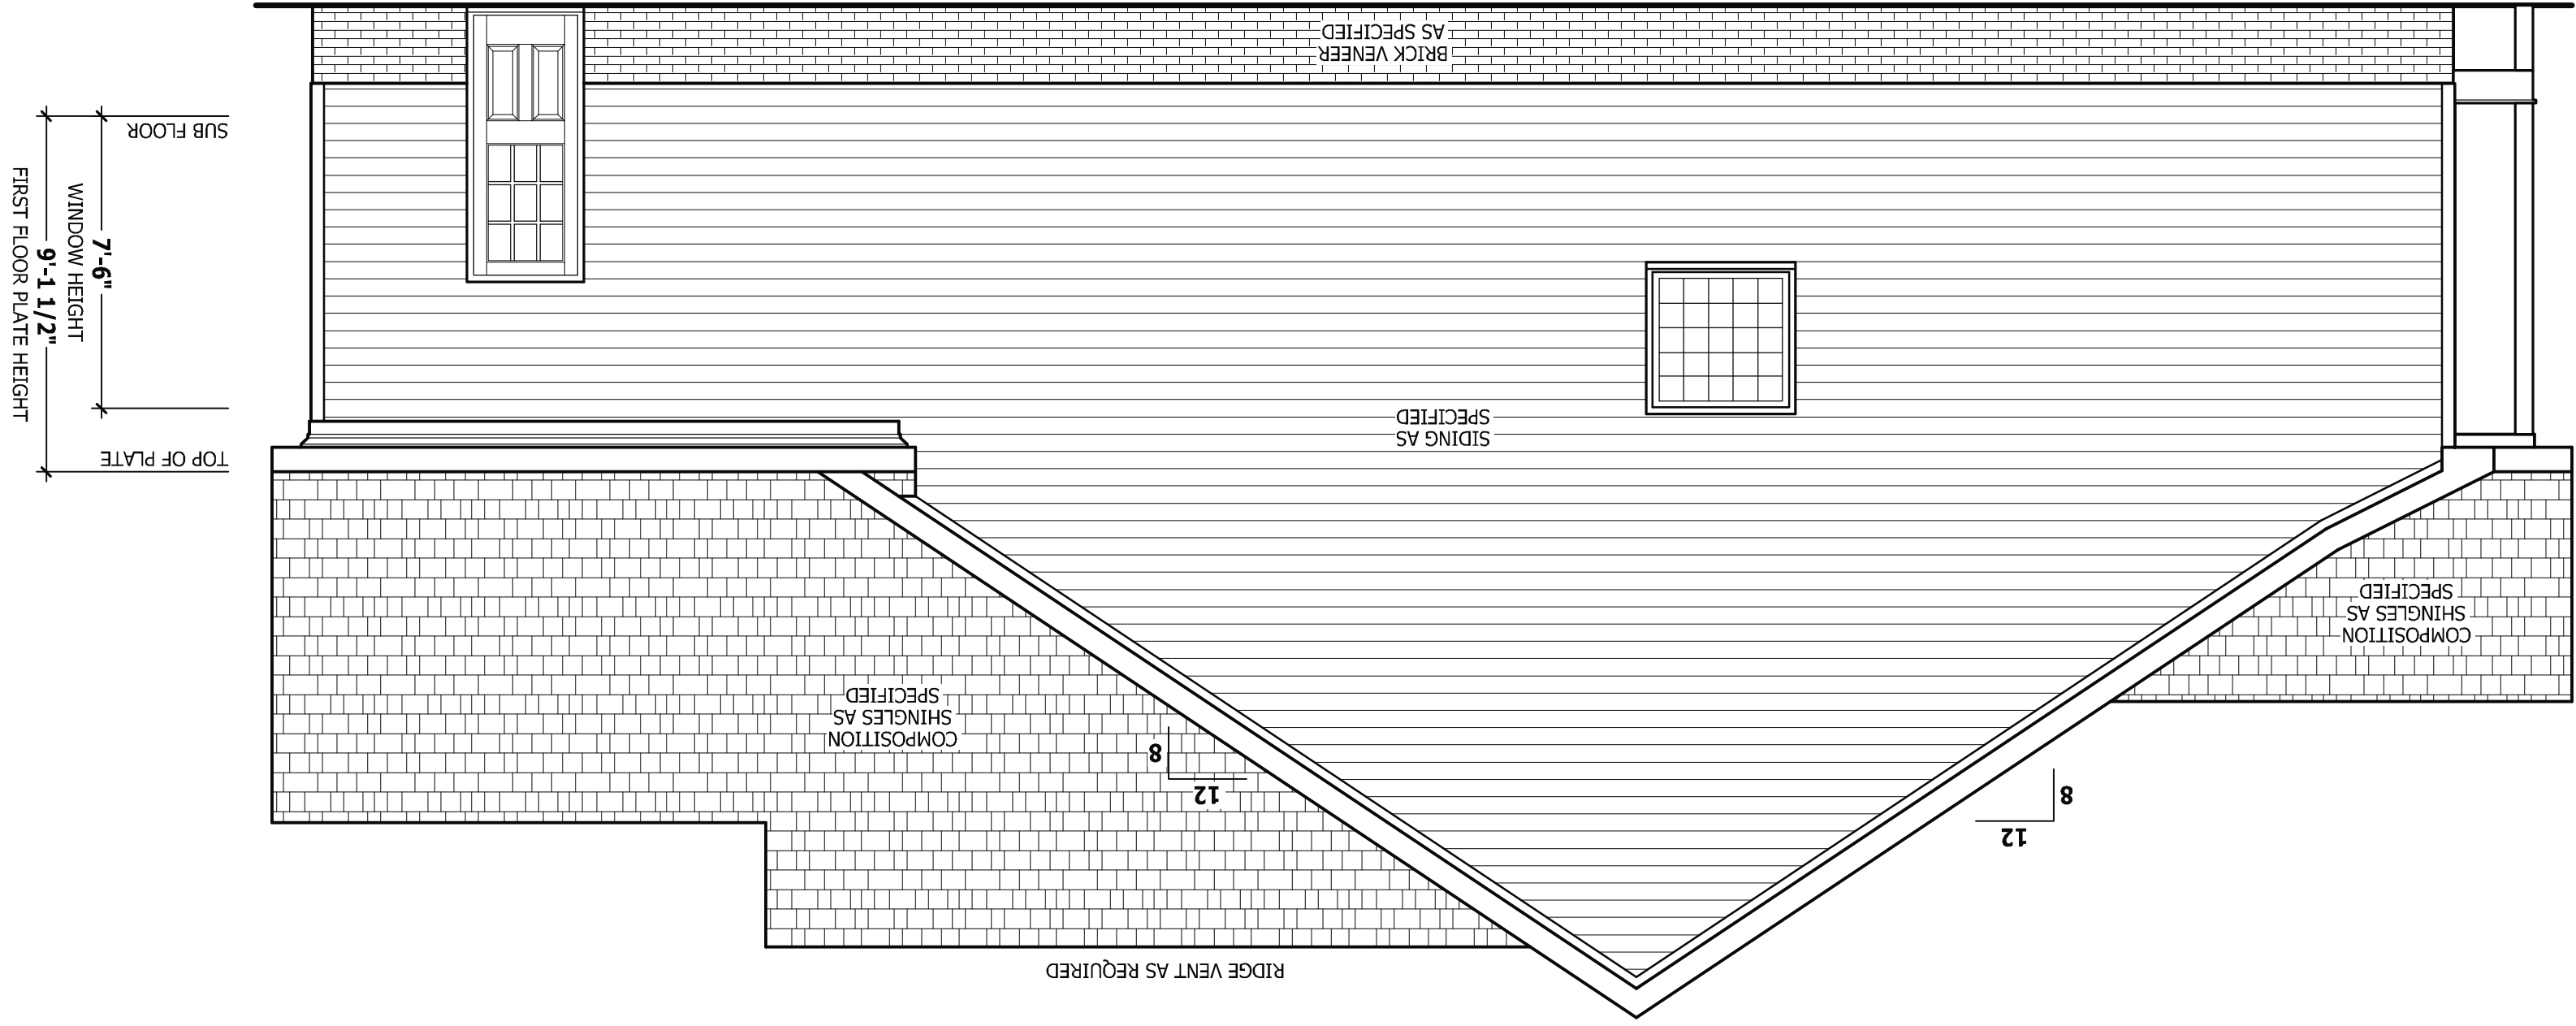 RIDGE VENT AS REQUIRED
12
8
12
8
COMPOSITION
SHINGLES AS
SPECIFIED
COMPOSITION
SHINGLES AS
SPECIFIED
TOP OF PLATE
SIDING AS
SPECIFIED
7'-6"
WINDOW HEIGHT
9'-1 1/2"
FIRST FLOOR PLATE HEIGHT
SUB FLOOR
BRICK VENEER
AS SPECIFIED